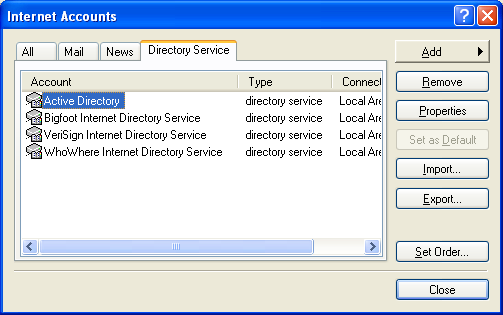 Internet Accounts
All Mail News Directory Service
Add
Account Type Connect
Active Directory directory service Local Are
Bigfoot Internet Directory Service directory service Local Are
VeriSign Internet Directory Service directory service Local Are
WhoWhere Internet Directory Service directory service Local Are
Remove
Properties
Set as Default
Import...
Export...
Set Order...
Close